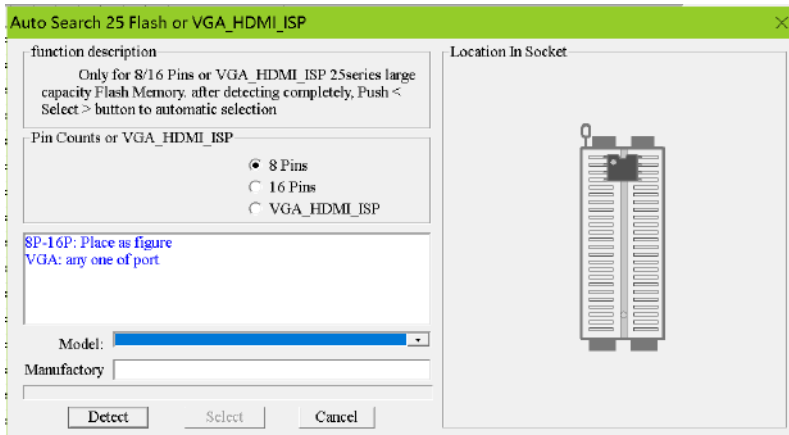 Auto Search 25 Flash or VGA_HDMI_ISP
function description
Only for 8/16 Pins or VGA_HDMI_ISP 25series large
capacity Flash Memory. after detecting completely, Push <
Select > button to automatic selection
Pin Counts or VGA_HDMI_ISP
8 Pins
16 Pins
VGA_HDMI_ISP
8P-16P: Place as figure
VGA: any one of port
Model:
Manufactory
Detect
Select
Cancel
Location In Socket